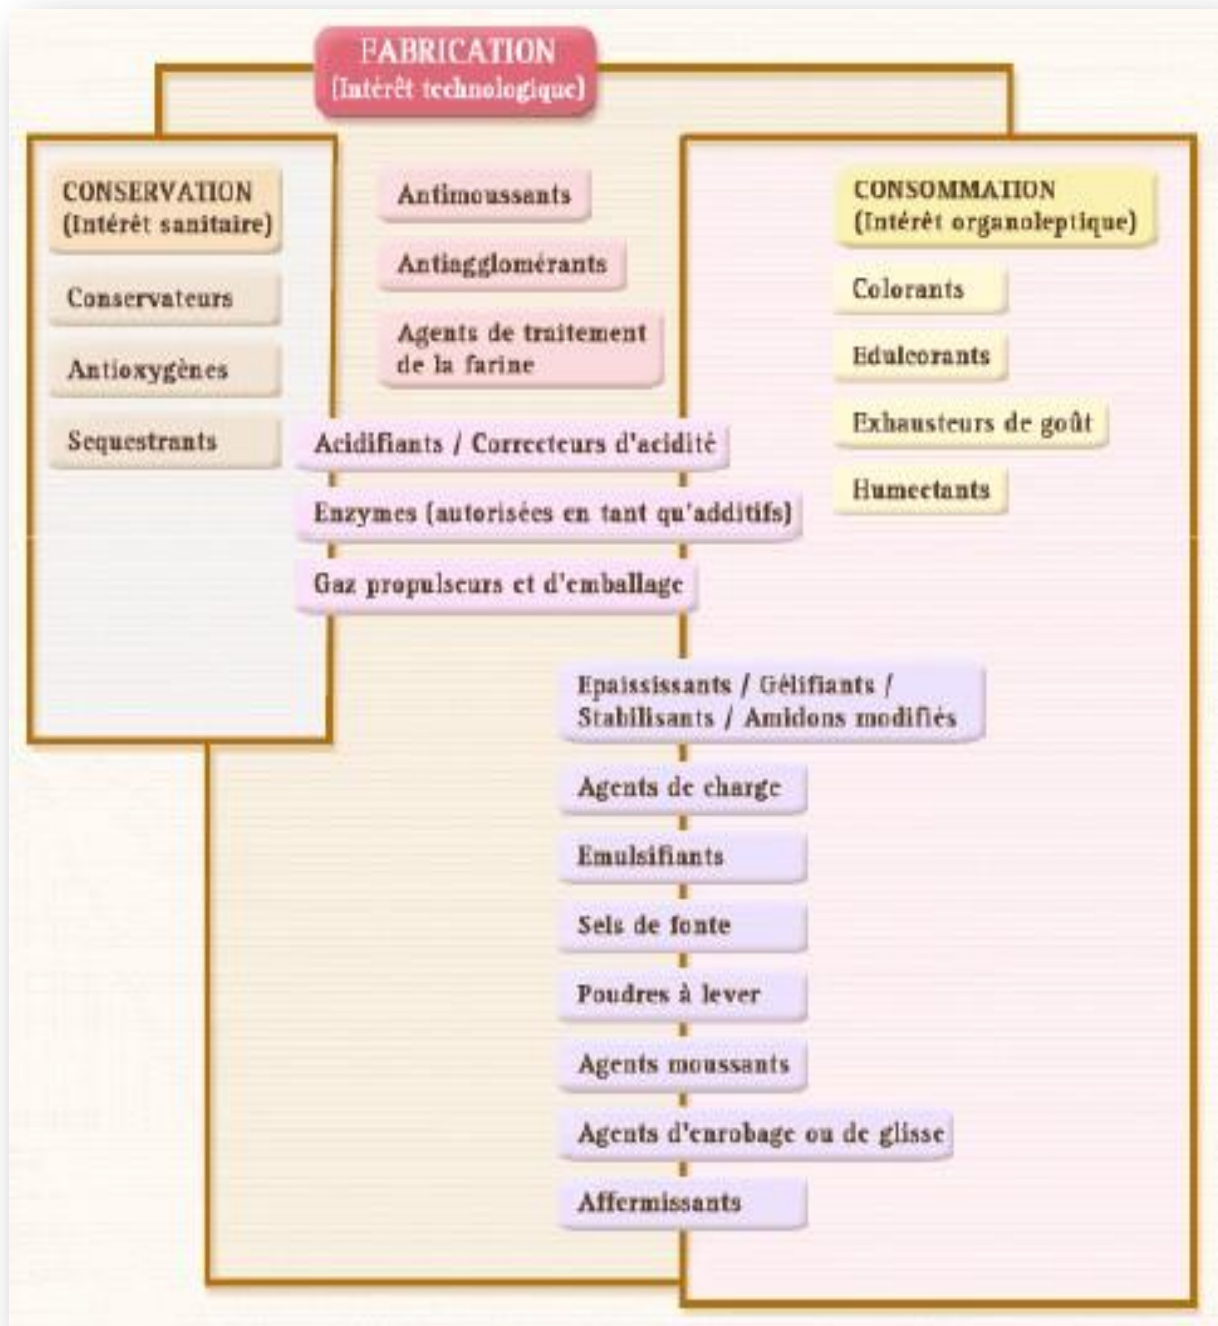 FABRICATION
(Intérêt technologique)
CONSERVATION
(Intérêt sanitaire)
Conservateurs
Antioxygènes
Sequestrants
Antimoussants
Antiagglomérants
Agents de traitement
de la farine
CONSOMMATION
(Intérêt organoleptique)
Colorants
Edulcorants
Exhausteurs de goût
Humectants
Acidifiants / Correcteurs d'acidité
Enzymes (autorisées en tant qu'additifs)
Gaz propulseurs et d'emballage
Epaississants / Gélifiants /
Stabilisants / Amidons modifiés
Agents de charge
Emulsifiants
Sels de fonte
Poudres à lever
Agents moussants
Agents d'enrobage ou de glisse
Affermissants